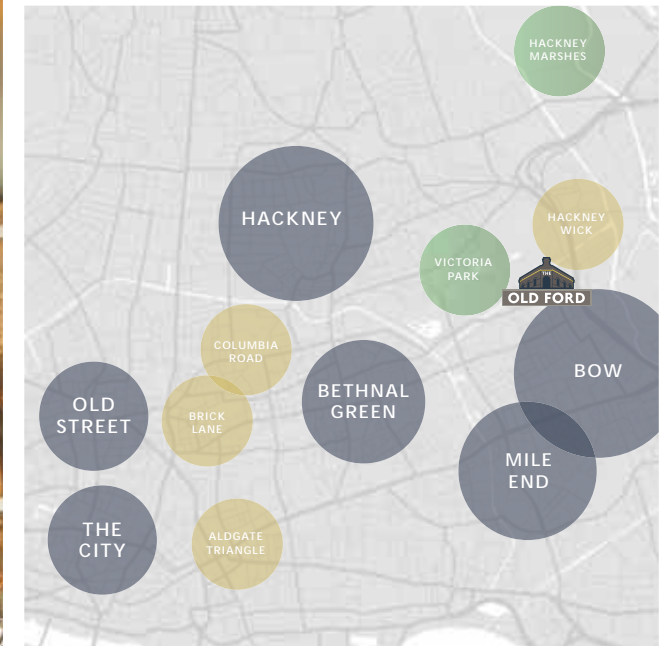 HACKNEY
MARSHES
HACKNEY
HACKNEY
WICK
VICTORIA
PARK
THE
OLD FORD
COLUMBIA
ROAD
BOW
BETHNAL
GREEN
OLD
STREET
BRICK
LANE
MILE
END
THE
CITY
ALDGATE
TRIANGLE